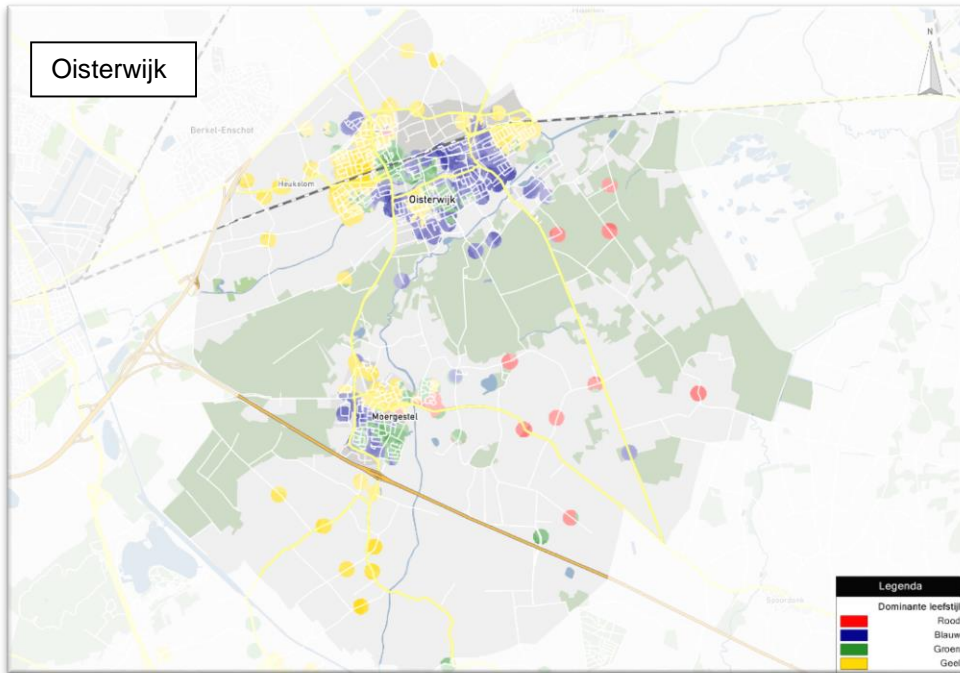 Oisterwijk
N
Berkel-Enschot
Heukelom
Oisterwijk
Moergestel
Legenda
Dominante leefstijl
Rood
Blauw
Groen
Geel